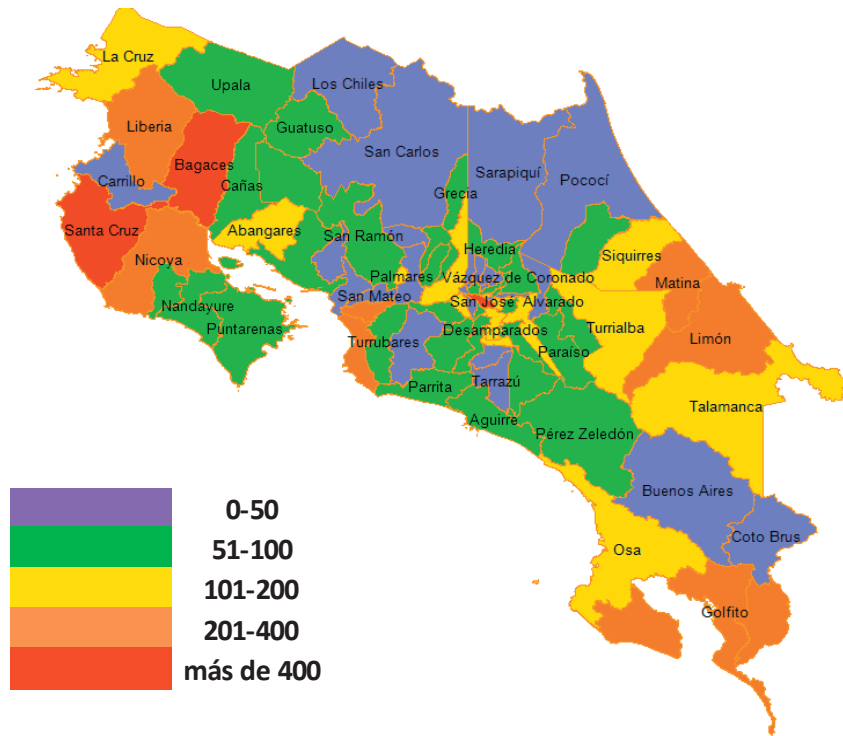 La Cruz
Upala
Los Chiles
Liberia
Guatuso
San Carlos
Bagaces
Sarapiquí
Pococí
Carrillo
Cañas
Grecia
Santa Cruz
Abangares
San Ramón
Heredia
Siquirres
Nicoya
Palmares
Vázquez de Coronado
Matina
San Mateo
San José
Alvarado
Nandayure
Puntarenas
Turrubares
Desamparados
Turrialba
Limón
Paraíso
Parrita
Tarrazú
Talamanca
Aguirre
Pérez Zeledón
Buenos Aires
Coto Brus
Osa
Golfito
0-50
51-100
101-200
201-400
más de 400